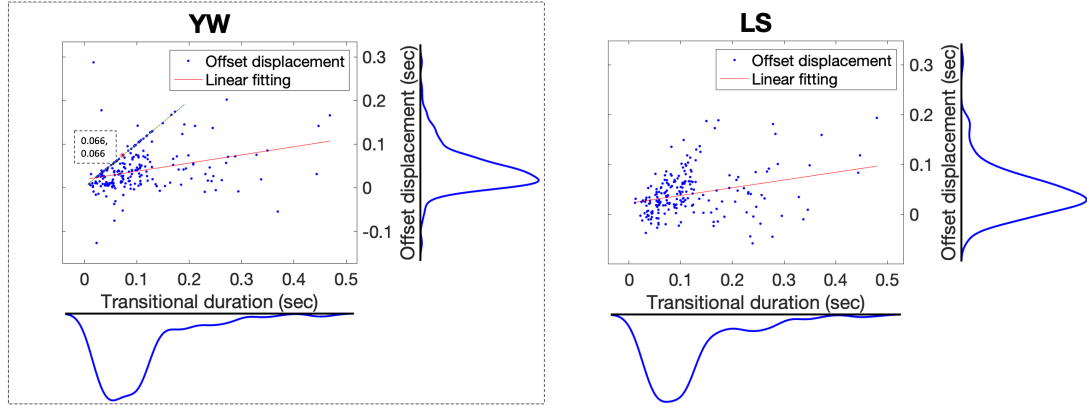 YW
Offset displacement
Linear fitting
0.066,
0.066
0.3
0.2
0.1
0
-0.1
Offset displacement (sec)
0 0.1 0.2 0.3 0.4 0.5
Transitional duration (sec)
LS
Offset displacement
Linear fitting
0.3
0.2
0.1
0
Offset displacement (sec)
0 0.1 0.2 0.3 0.4 0.5
Transitional duration (sec)